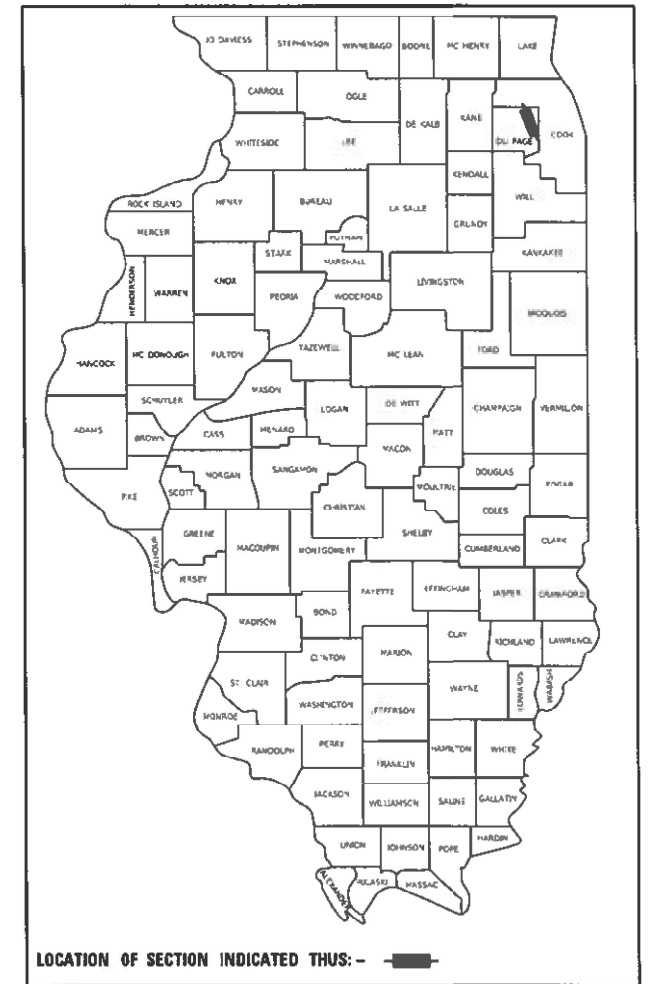 JO DAVIESS STEPHENSON WINNEBAGO BOONE MC HENRY LAKE
CARROLL OGLE DE KALB KANE COOK
DU PAGE
WHITESIDE LEE
KENDALL
ROCK ISLAND HENRY BUREAU LA SALLE WILL
MERCER PUTNAM GRUNDY
STARK MARSHALL KANKAKEE
HENDERSON WARREN KNOX PEORIA WOODFORD LIVINGSTON
IROQUOIS
HANCOCK MC DONOUGH FULTON TAZEWELL MC LEAN FORD
MASON
SCHUYLER LOGAN DE WITT CHAMPAIGN VERMILION
ADAMS BROWN CASS MENARD PIATT
MACON
PIKE SCOTT MORGAN SANGAMON MOULTRIE DOUGLAS EDGAR
CHRISTIAN COLES
CALHOUN GREENE MACOUPIN MONTGOMERY SHELBY CUMBERLAND CLARK
JERSEY FAYETTE EFFINGHAM JASPER CRAWFORD
MADISON BOND
CLAY RICHLAND LAWRENCE
CLINTON MARION
ST. CLAIR WAYNE EDWARDS WABASH
MONROE WASHINGTON JEFFERSON
RANDOLPH PERRY HAMILTON WHITE
FRANKLIN
JACKSON WILLIAMSON SALINE GALLATIN
UNION JOHNSON POPE HARDIN
ALEXANDER PULASKI MASSAC
LOCATION OF SECTION INDICATED THUS: -